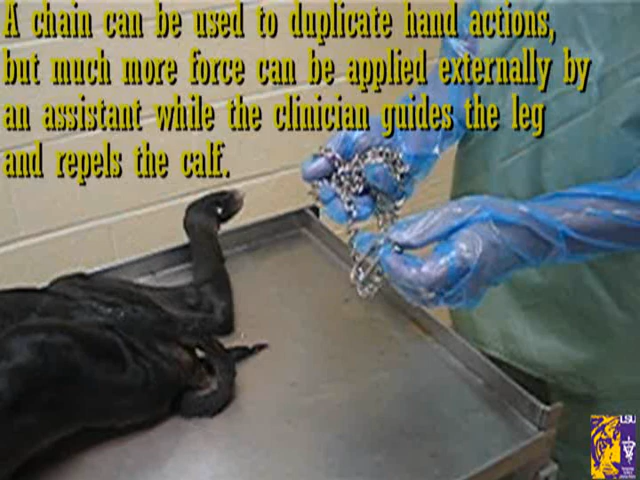 A chain can be used to duplicate hand actions,
but much more force can be applied externally by
an assistant while the clinician guides the leg
and repels the calf.
LSU